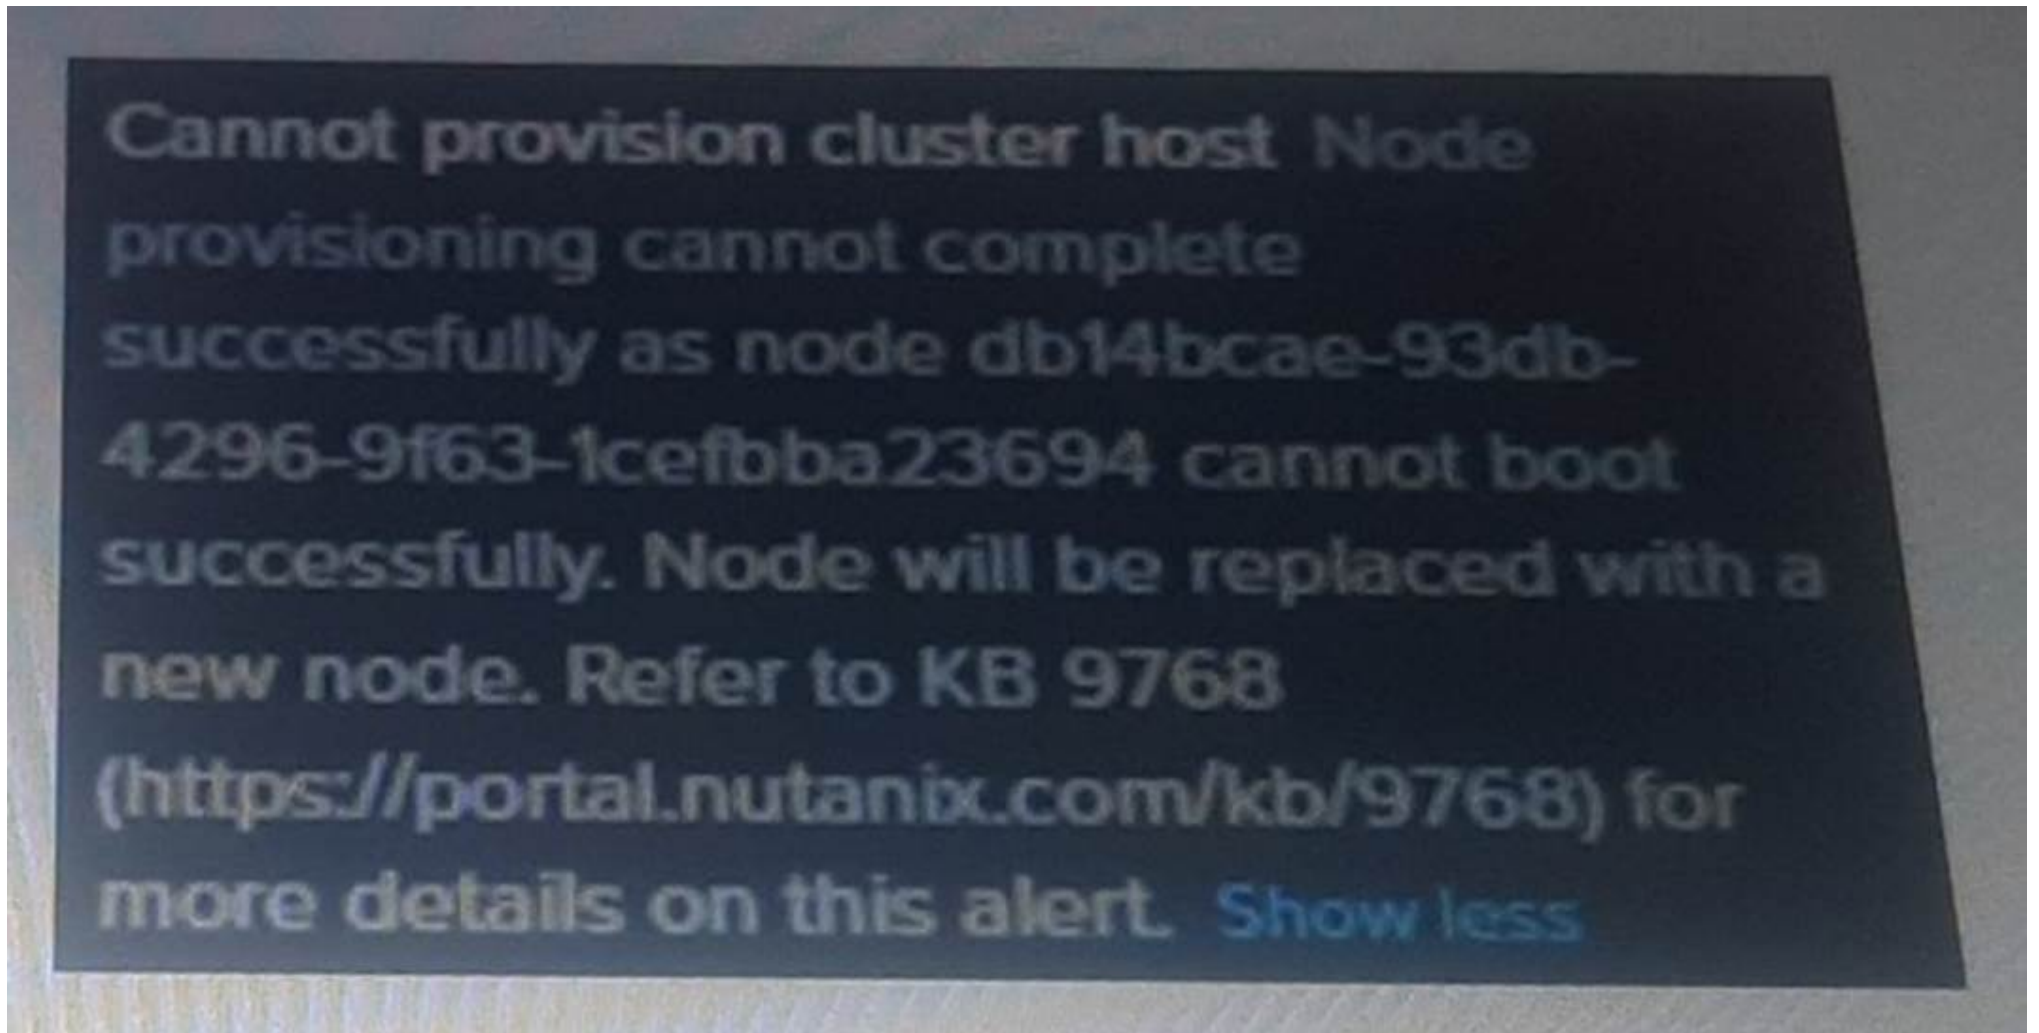 Cannot provision cluster host Node
provisioning cannot complete
successfully as node db14bcae-93db-
4296-9f63-1cefbba23694 cannot boot
successfully. Node will be replaced with a
new node. Refer to KB 9768
(https://portal.nutanix.com/kb/9768) for
more details on this alert. Show less